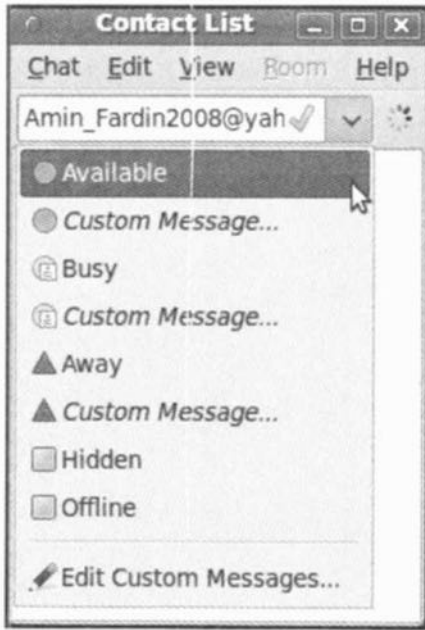 Contact List
Chat Edit View Room Help
Amin_Fardin2008@yah
Available
Custom Message...
Busy
Custom Message...
Away
Custom Message...
Hidden
Offline
Edit Custom Messages...